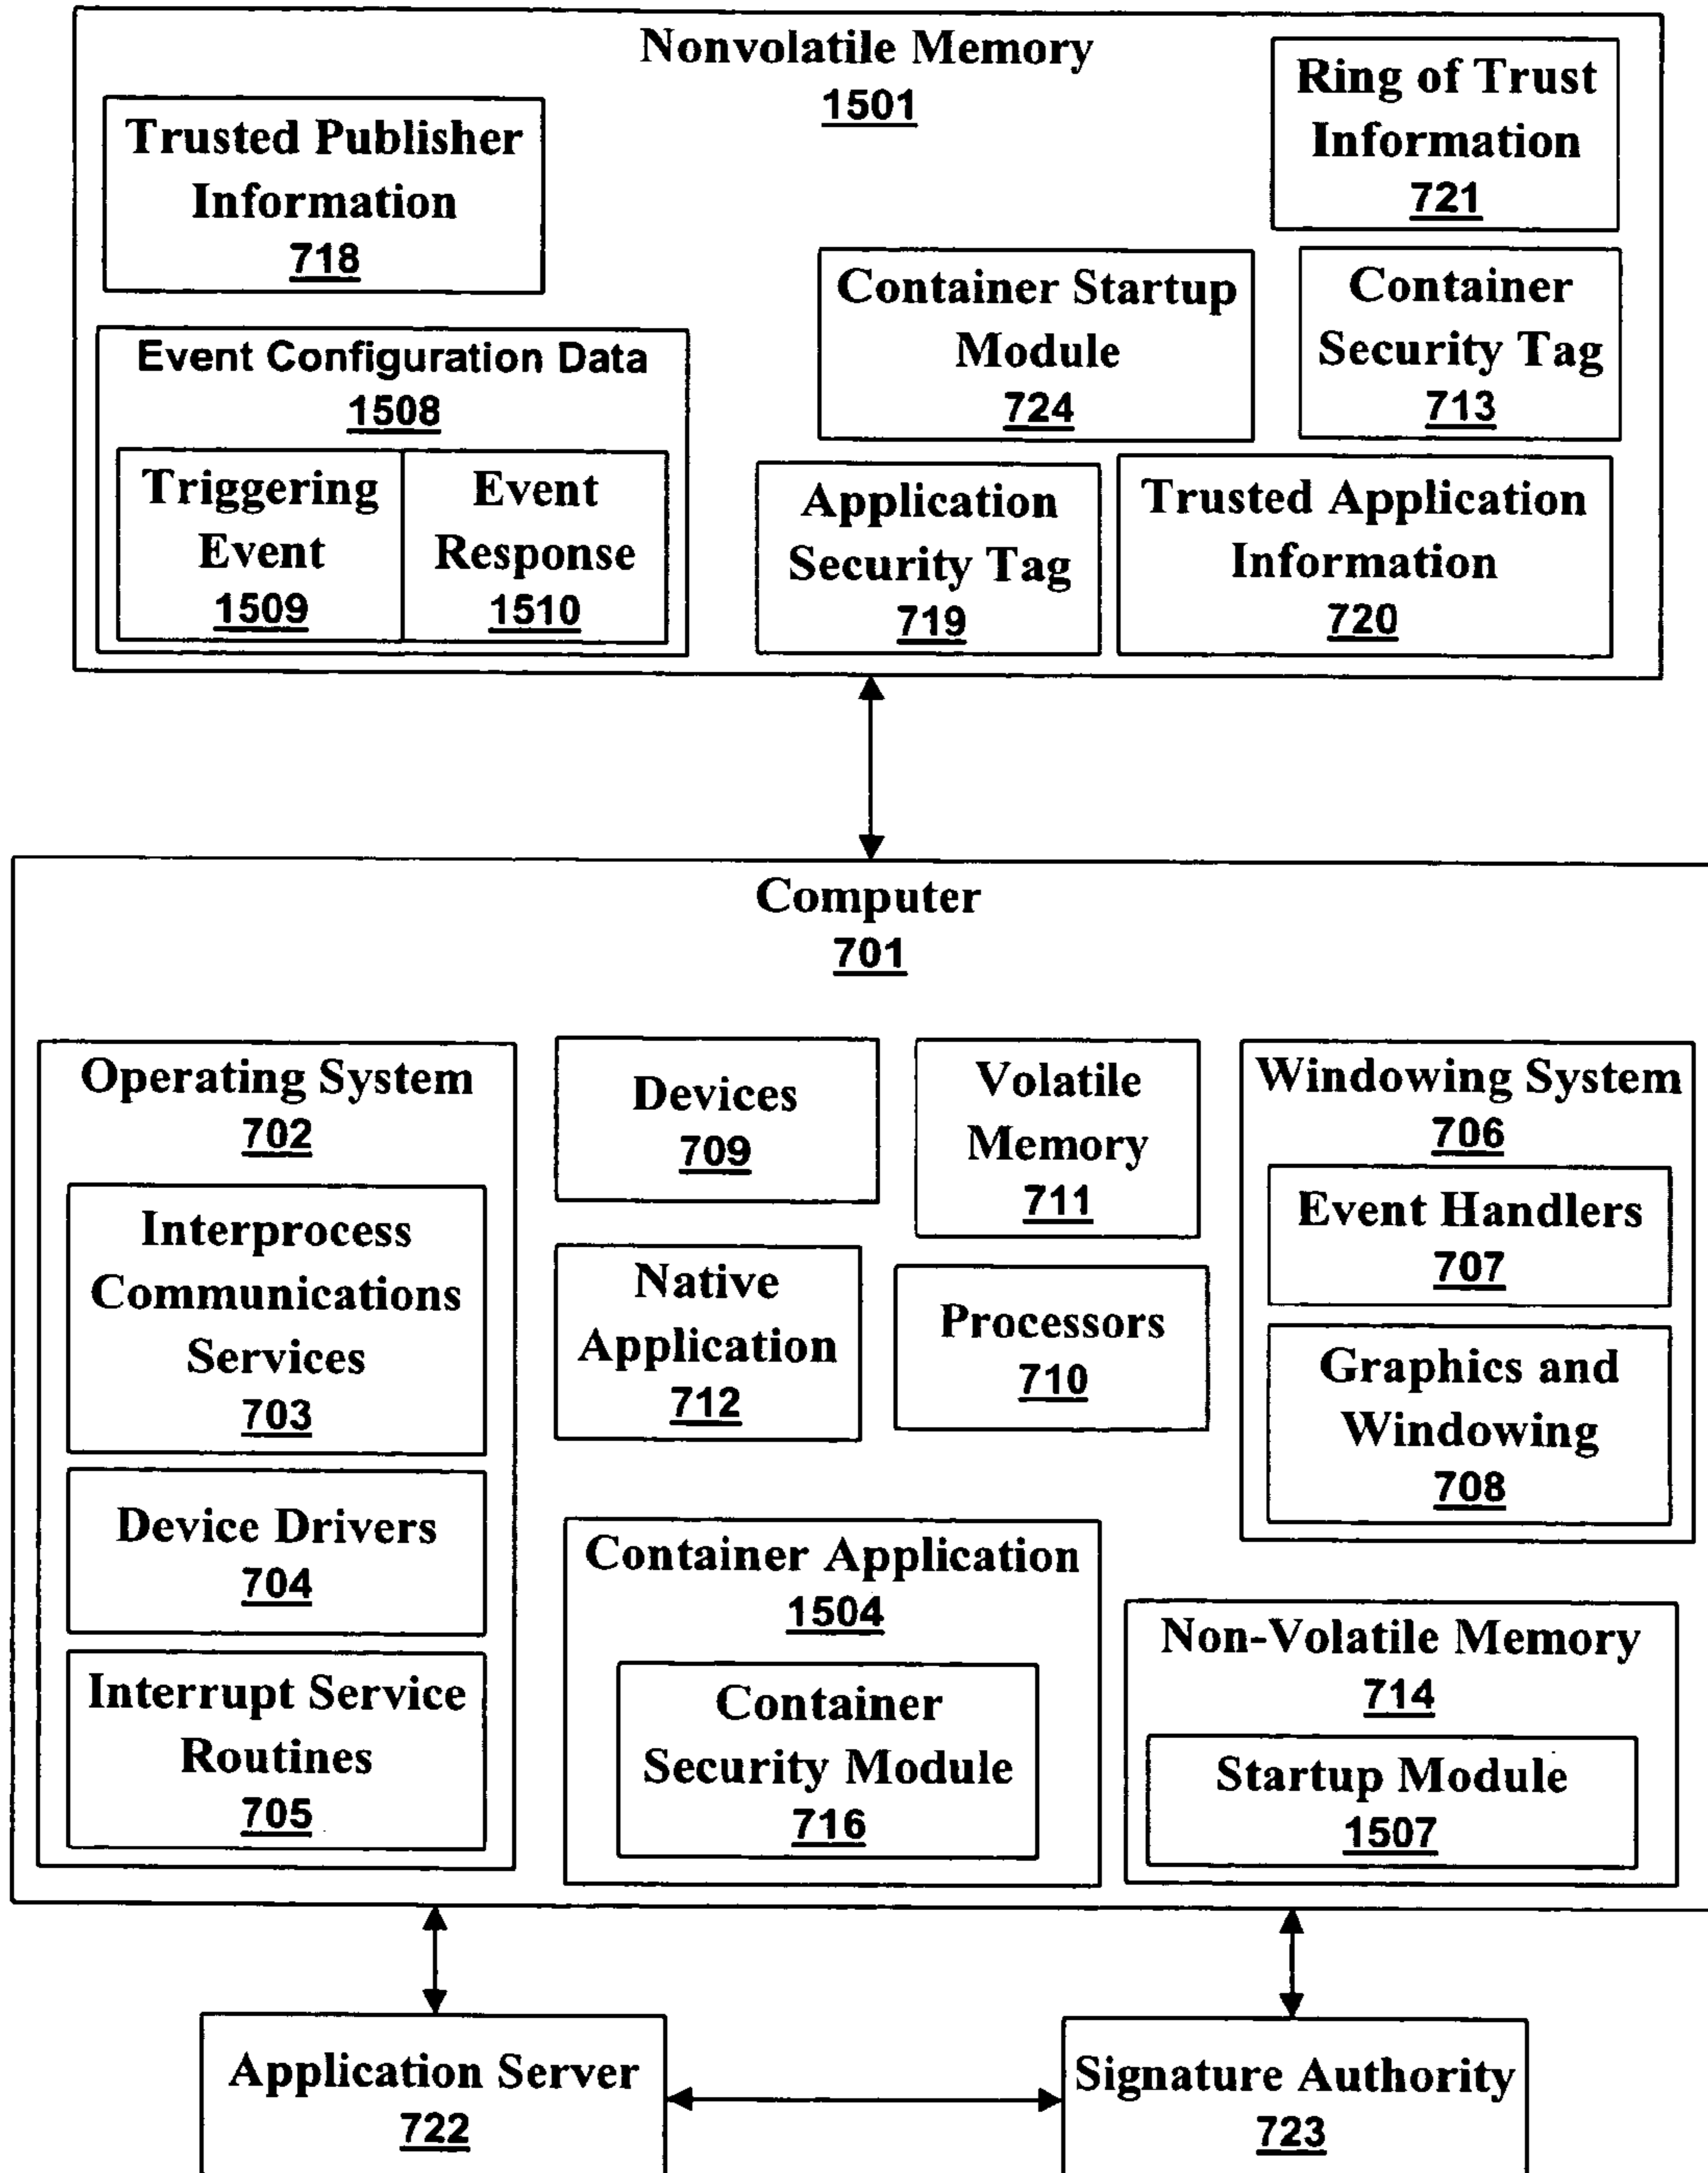 Nonvolatile Memory
1501
Trusted Publisher
Information
718
Ring of Trust
Information
721
Container Startup
Module
724
Container
Security Tag
713
Event Configuration Data
1508
Triggering
Event
1509
Event
Response
1510
Application
Security Tag
719
Trusted Application
Information
720
Computer
701
Operating System
702
Interprocess
Communications
Services
703
Device Drivers
704
Interrupt Service
Routines
705
Devices
709
Volatile
Memory
711
Native
Application
712
Processors
710
Windowing System
706
Event Handlers
707
Graphics and
Windowing
708
Container Application
1504
Container
Security Module
716
Non-Volatile Memory
714
Startup Module
1507
Application Server
722
Signature Authority
723